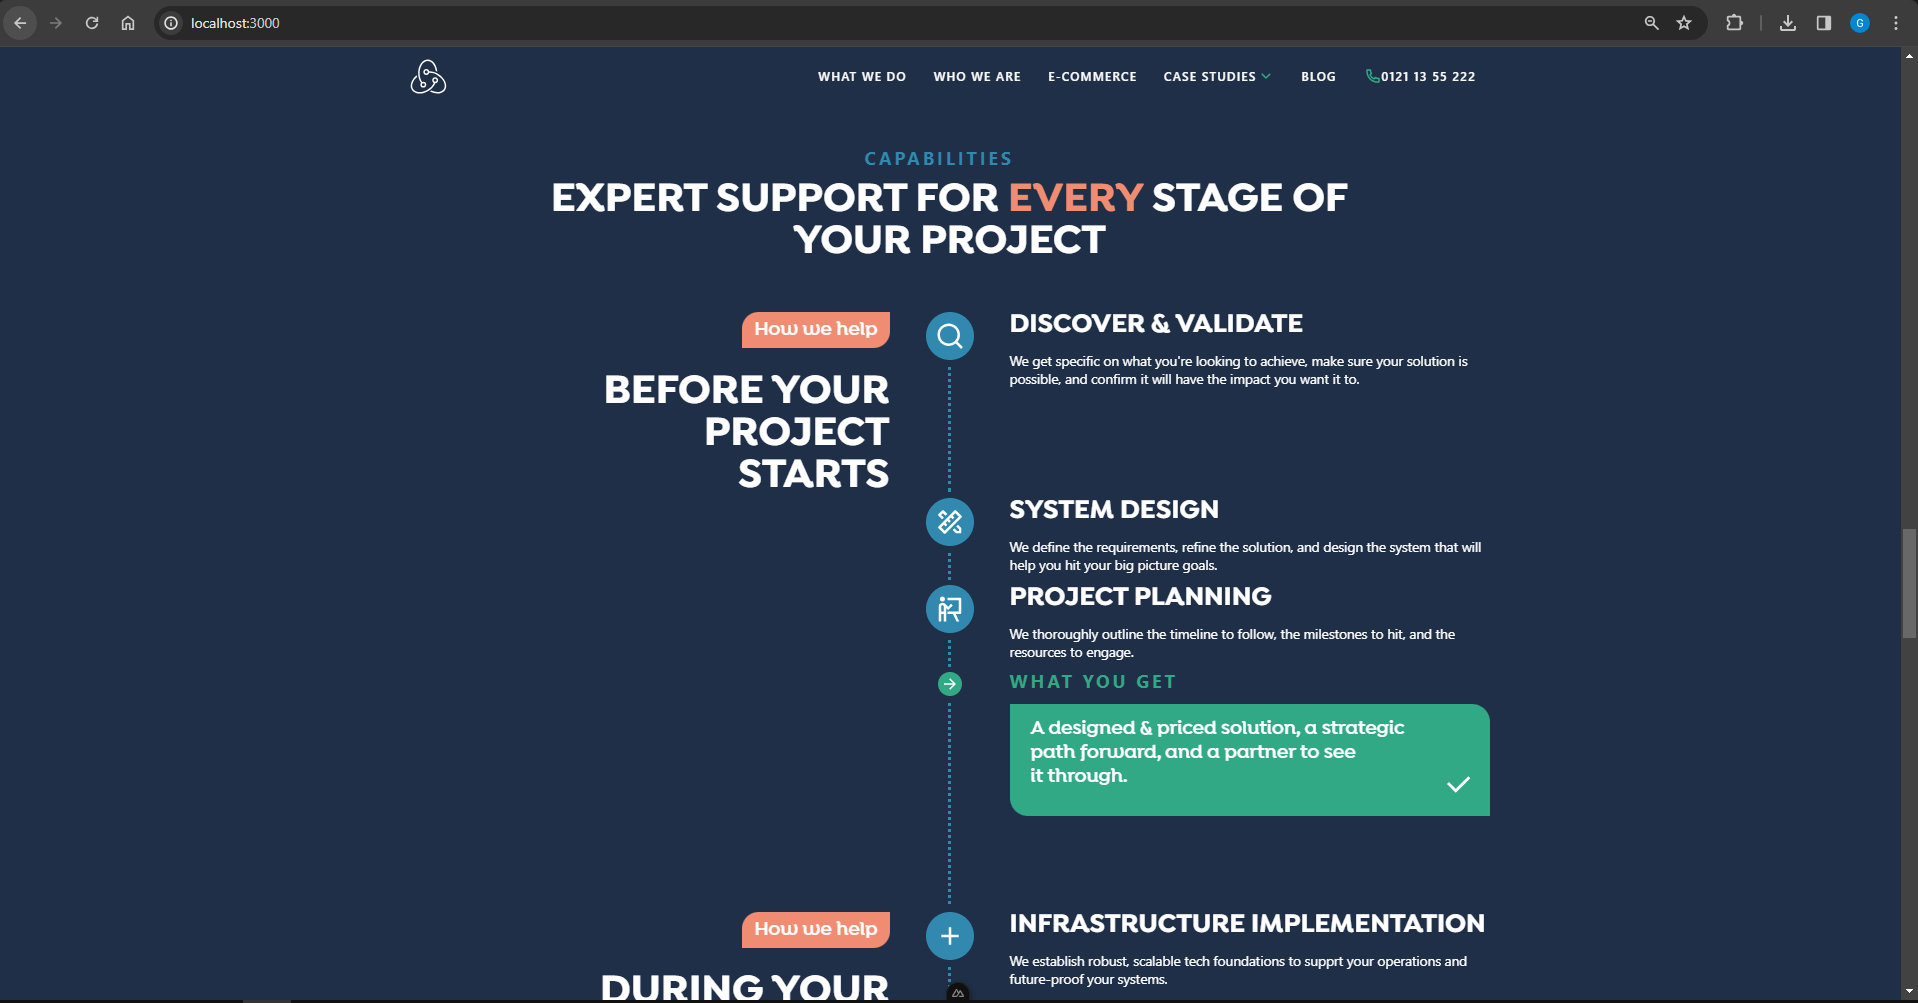 localhost:3000
G
WHAT WE DO WHO WE ARE E-COMMERCE CASE STUDIES BLOG 0121 13 55 222
CAPABILITIES
EXPERT SUPPORT FOR EVERY STAGE OF
YOUR PROJECT
How we help
BEFORE YOUR
PROJECT
STARTS
DISCOVER & VALIDATE
We get specific on what you're looking to achieve, make sure your solution is
possible, and confirm it will have the impact you want it to.
SYSTEM DESIGN
We define the requirements, refine the solution, and design the system that will
help you hit your big picture goals.
PROJECT PLANNING
We thoroughly outline the timeline to follow, the milestones to hit, and the
resources to engage.
WHAT YOU GET
A designed & priced solution, a strategic
path forward, and a partner to see
it through.
How we help
DURING YOUR
INFRASTRUCTURE IMPLEMENTATION
We establish robust, scalable tech foundations to supprt your operations and
future-proof your systems.